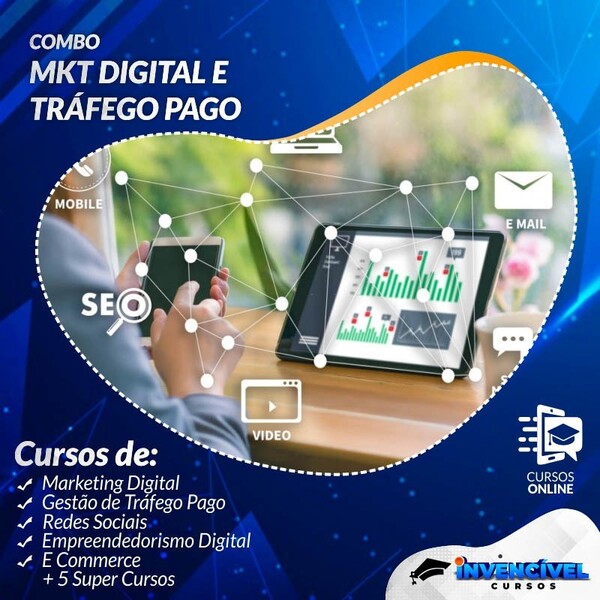 COMBO
MKT DIGITAL E
TRÁFEGO PAGO
MOBILE
E MAIL
SEO
VIDEO
Cursos de:
Marketing Digital
Gestão de Tráfego Pago
Redes Sociais
Empreendedorismo Digital
E Commerce
+ 5 Super Cursos
CURSOS
ONLINE
INVENCÍVEL
CURSOS